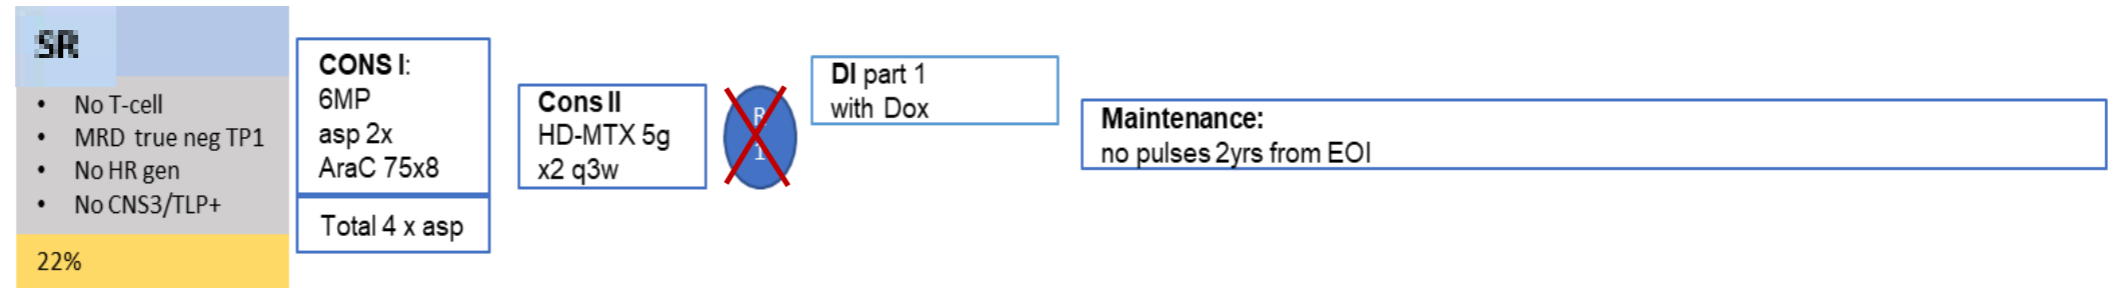 SR
• No T-cell
• MRD true neg TP1
• No HR gen
• No CNS3/TLP+
22%
CONS I:
6MP
asp 2x
AraC 75x8
Total 4 x asp
Cons II
HD-MTX 5g
x2 q3w
R
1
DI part 1
with Dox
Maintenance:
no pulses 2yrs from EOI